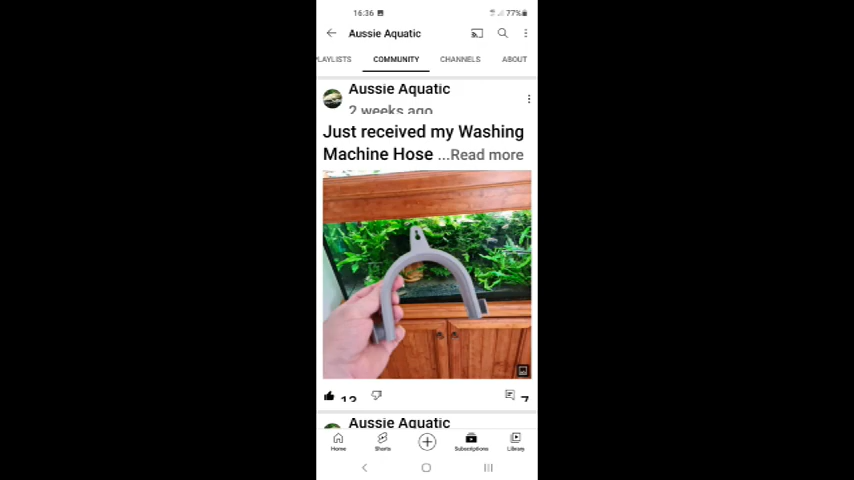 16:36 77%
Aussie Aquatic
PLAYLISTS COMMUNITY CHANNELS ABOUT
Aussie Aquatic
2 weeks ago
Just received my Washing
Machine Hose ...Read more
13 7
Aussie Aquatic
Home Shorts Subscriptions Library